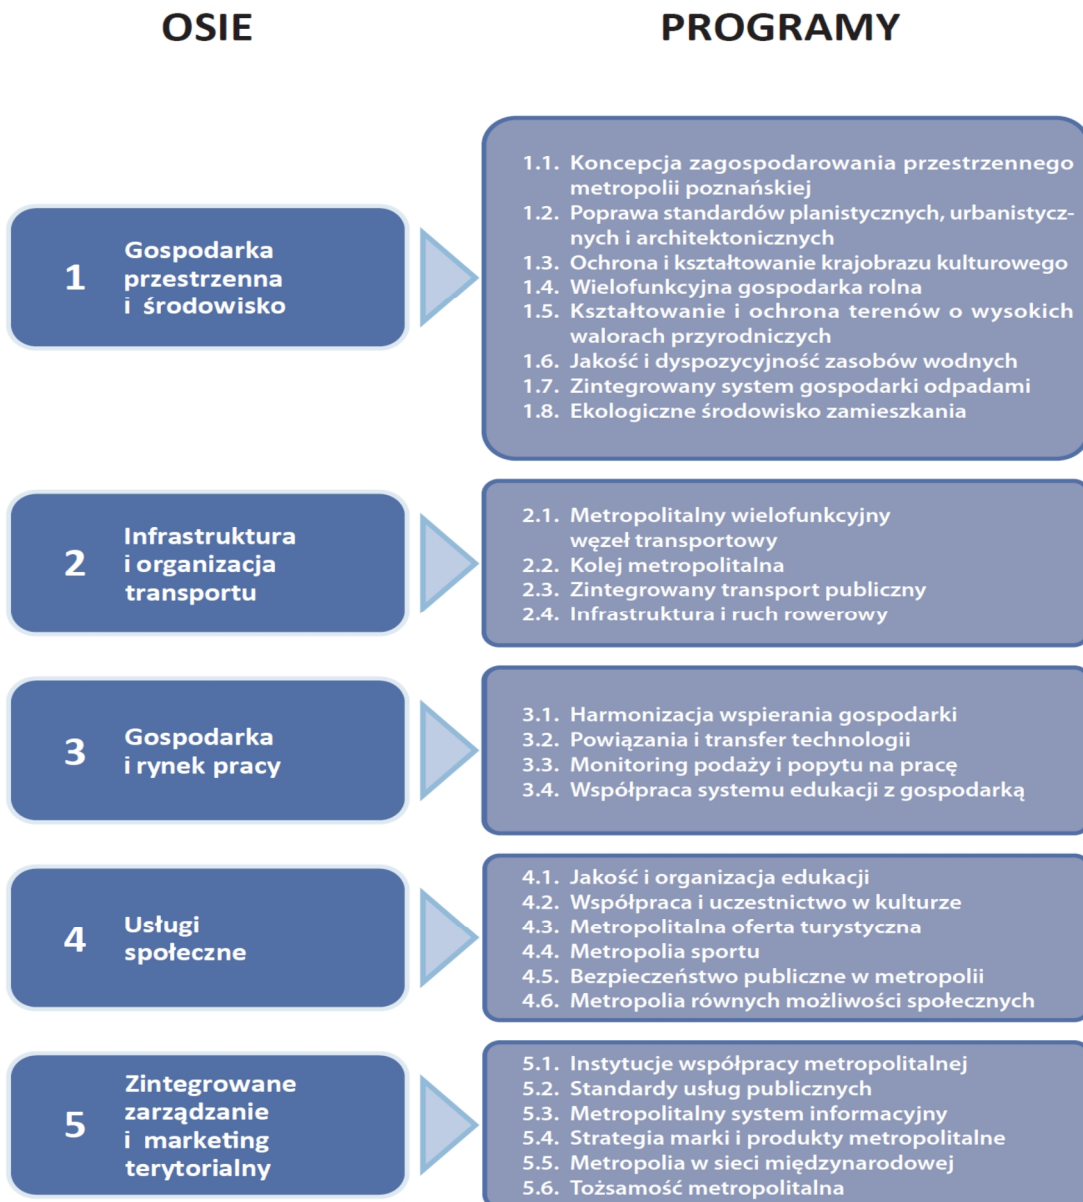 OSIE
PROGRAMY
1
Gospodarka
przestrzenna
i środowisko
1.1. Koncepcja zagospodarowania przestrzennego
metropolii poznańskiej
1.2. Poprawa standardów planistycznych, urbanistycz-
nych i architektonicznych
1.3. Ochrona i kształtowanie krajobrazu kulturowego
1.4. Wielofunkcyjna gospodarka rolna
1.5. Kształtowanie i ochrona terenów o wysokich
walorach przyrodniczych
1.6. Jakość i dyspozycyjność zasobów wodnych
1.7. Zintegrowany system gospodarki odpadami
1.8. Ekologiczne środowisko zamieszkania
2
Infrastruktura
i organizacja
transportu
2.1. Metropolitalny wielofunkcyjny
węzeł transportowy
2.2. Kolej metropolitalna
2.3. Zintegrowany transport publiczny
2.4. Infrastruktura i ruch rowerowy
3
Gospodarka
i rynek pracy
3.1. Harmonizacja wspierania gospodarki
3.2. Powiązania i transfer technologii
3.3. Monitoring podaży i popytu na pracę
3.4. Współpraca systemu edukacji z gospodarką
4
Usługi
społeczne
4.1. Jakość i organizacja edukacji
4.2. Współpraca i uczestnictwo w kulturze
4.3. Metropolitalna oferta turystyczna
4.4. Metropolia sportu
4.5. Bezpieczeństwo publiczne w metropolii
4.6. Metropolia równych możliwości społecznych
5
Zintegrowane
zarządzanie
i marketing
terytorialny
5.1. Instytucje współpracy metropolitalnej
5.2. Standardy usług publicznych
5.3. Metropolitalny system informacyjny
5.4. Strategia marki i produkty metropolitalne
5.5. Metropolia w sieci międzynarodowej
5.6. Tożsamość metropolitalna